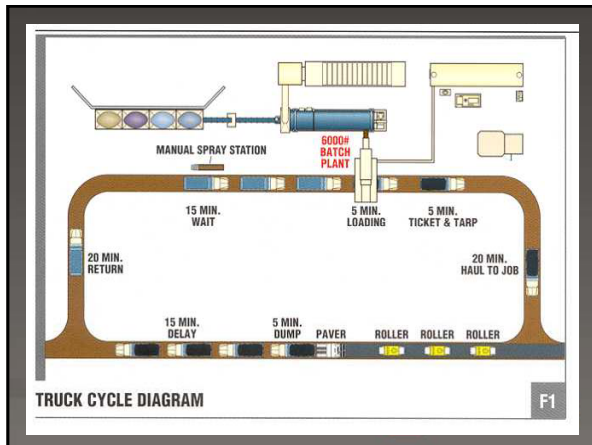 6000#
BATCH
PLANT
MANUAL SPRAY STATION
15 MIN.
WAIT
5 MIN.
LOADING
5 MIN.
TICKET & TARP
20 MIN.
RETURN
20 MIN.
HAUL TO JOB
15 MIN.
DELAY
5 MIN.
DUMP
PAVER
ROLLER
ROLLER
ROLLER
TRUCK CYCLE DIAGRAM
F1